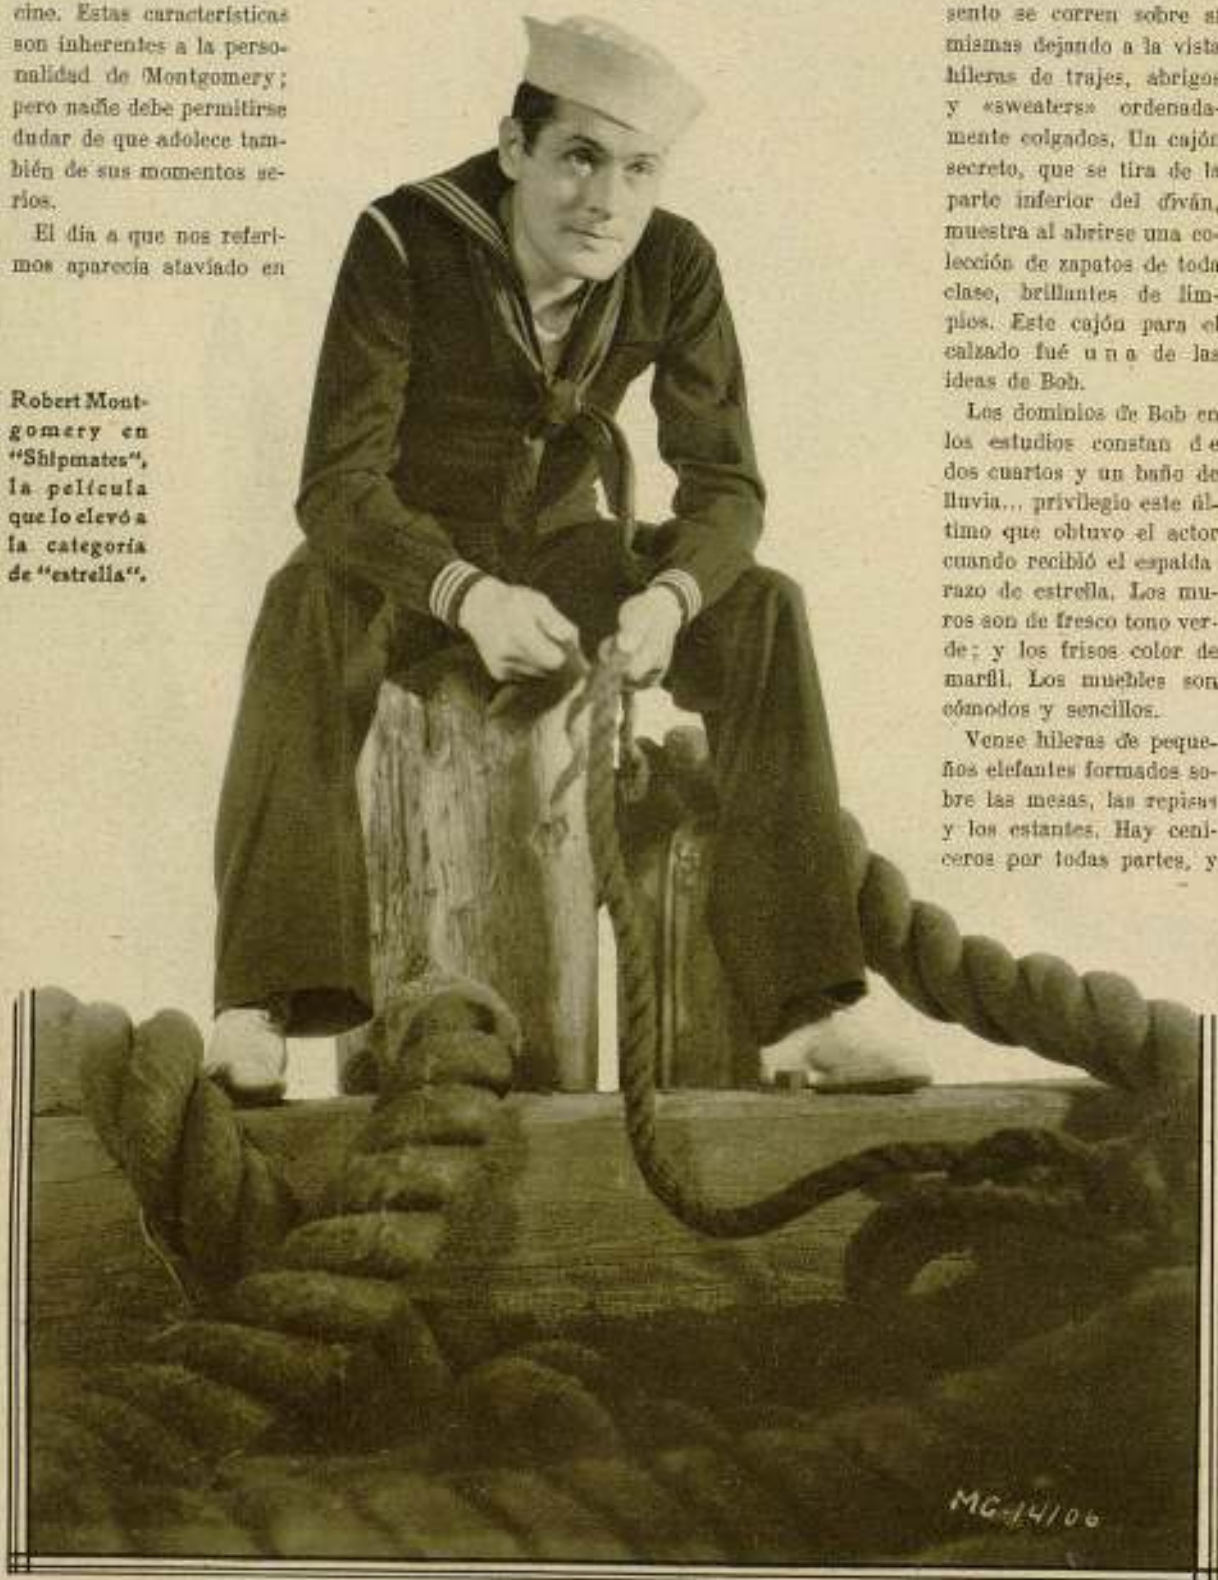 cine. Estas características
son inherentes a la perso-
nalidad de Montgomery;
pero nadie debe permitirse
dudar de que adolece tam-
bién de sus momentos se-
rios.
El día a que nos referi-
mos aparecía ataviado en
Robert Mont-
gomery en
"Shipmates",
la película
que lo elevó a
la categoría
de "estrella".
sento se corren sobre sí
mismas dejando a la vista
hileras de trajes, abrigos
y «sweaters» ordenada-
mente colgados. Un cajón
secreto, que se tira de la
parte inferior del diván,
muestra al abrirse una co-
lección de zapatos de toda
clase, brillantes de lim-
pios. Este cajón para el
calzado fué una de las
ideas de Bob.
Los dominios de Bob en
los estudios constan de
dos cuartos y un baño de
lluvia... privilegio este úl-
timo que obtuvo el actor
cuando recibló el espalda
razo de estrella. Los mu-
ros son de fresco tono ver-
de; y los frisos color de
marfil. Los muebles son
cómodos y sencillos.
Vense hileras de peque-
ños elefantes formados so-
bre las mesas, las repisas
y los estantes. Hay ceni-
ceros por todas partes, y
MG-14106